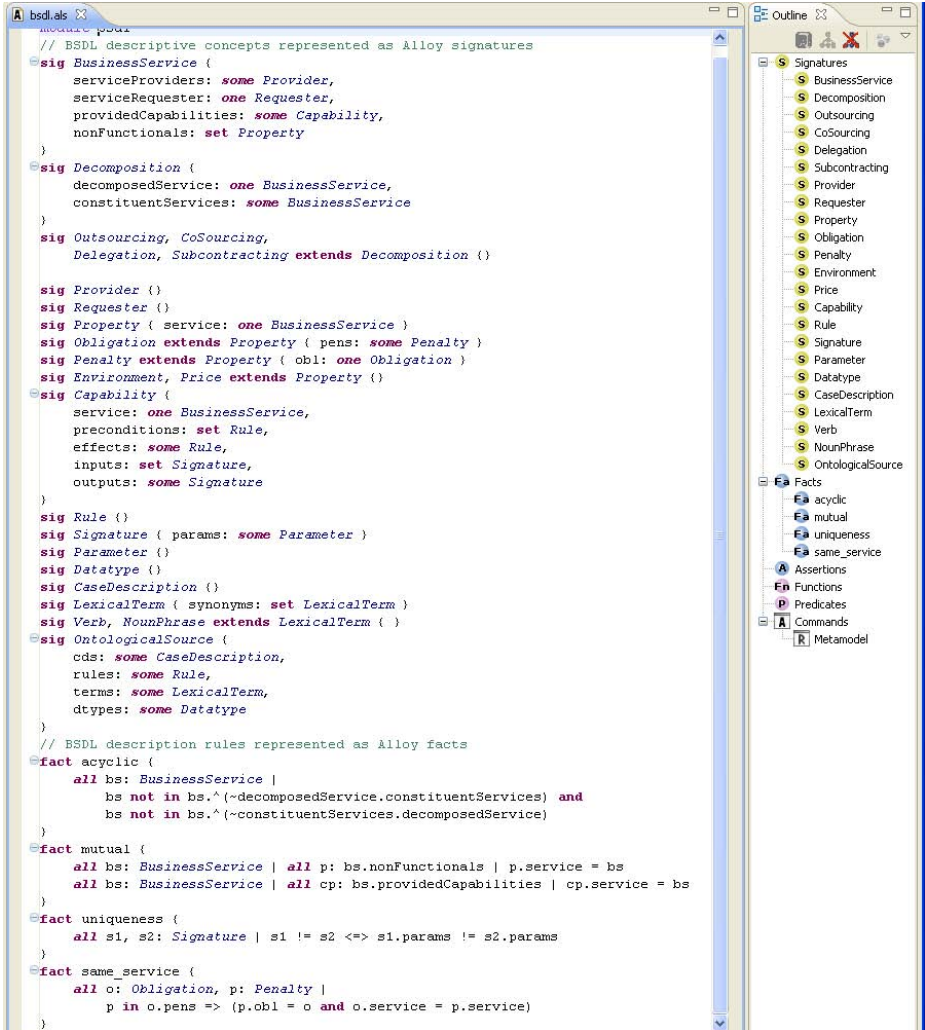 bsdl.als
module bsdl
// BSDL descriptive concepts represented as Alloy signatures
sig BusinessService {
serviceProviders: some Provider,
serviceRequester: one Requester,
providedCapabilities: some Capability,
nonFunctionals: set Property
}
sig Decomposition {
decomposedService: one BusinessService,
constituentServices: some BusinessService
}
sig Outsourcing, CoSourcing,
Delegation, Subcontracting extends Decomposition {}
sig Provider {}
sig Requester {}
sig Property { service: one BusinessService }
sig Obligation extends Property { pens: some Penalty }
sig Penalty extends Property { obl: one Obligation }
sig Environment, Price extends Property {}
sig Capability {
service: one BusinessService,
preconditions: set Rule,
effects: some Rule,
inputs: set Signature,
outputs: some Signature
}
sig Rule {}
sig Signature { params: some Parameter }
sig Parameter {}
sig Datatype {}
sig CaseDescription {}
sig LexicalTerm { synonyms: set LexicalTerm }
sig Verb, NounPhrase extends LexicalTerm { }
sig OntologicalSource {
cds: some CaseDescription,
rules: some Rule,
terms: some LexicalTerm,
dtypes: some Datatype
}
// BSDL description rules represented as Alloy facts
fact acyclic {
all bs: BusinessService |
bs not in bs.^(~decomposedService.constituentServices) and
bs not in bs.^(~constituentServices.decomposedService)
}
fact mutual {
all bs: BusinessService | all p: bs.nonFunctionals | p.service = bs
all bs: BusinessService | all cp: bs.providedCapabilities | cp.service = bs
}
fact uniqueness {
all s1, s2: Signature | s1 != s2 <=> s1.params != s2.params
}
fact same_service {
all o: Obligation, p: Penalty |
p in o.pens => (p.obl = o and o.service = p.service)
}
Outline
S Signatures
S BusinessService
S Decomposition
S Outsourcing
S CoSourcing
S Delegation
S Subcontracting
S Provider
S Requester
S Property
S Obligation
S Penalty
S Environment
S Price
S Capability
S Rule
S Signature
S Parameter
S Datatype
S CaseDescription
S LexicalTerm
S Verb
S NounPhrase
S OntologicalSource
Fa Facts
Fa acyclic
Fa mutual
Fa uniqueness
Fa same_service
A Assertions
Fn Functions
P Predicates
A Commands
R Metamodel